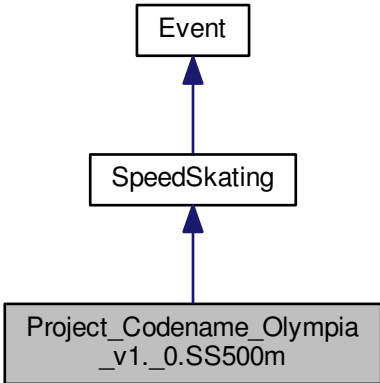 Event
SpeedSkating
Project_Codename_Olympia
_v1._0.SS500m